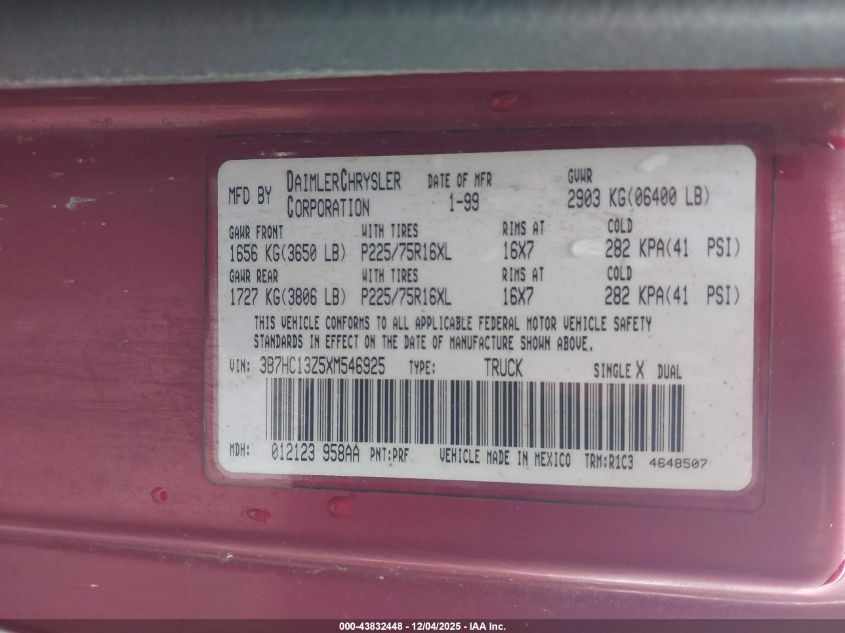 MFD BY DAIMLERCHRYSLER CORPORATION DATE OF MFR 1-99 GVWR 2903 KG(06400 LB)
GAWR FRONT WITH TIRES RIMS AT COLD
1656 KG(3650 LB) P225/75R16XL 16X7 282 KPA(41 PSI)
GAWR REAR WITH TIRES RIMS AT COLD
1727 KG(3806 LB) P225/75R16XL 16X7 282 KPA(41 PSI)
THIS VEHICLE CONFORMS TO ALL APPLICABLE FEDERAL MOTOR VEHICLE SAFETY
STANDARDS IN EFFECT ON THE DATE OF MANUFACTURE SHOWN ABOVE.
VIN: 3B7HC13Z5XM546925 TYPE: TRUCK SINGLE X DUAL
MDH: 012123 958AA PNT:PRF VEHICLE MADE IN MEXICO TRM:R1C3 4648507
000-43832448 - 12/04/2025 - IAA Inc.